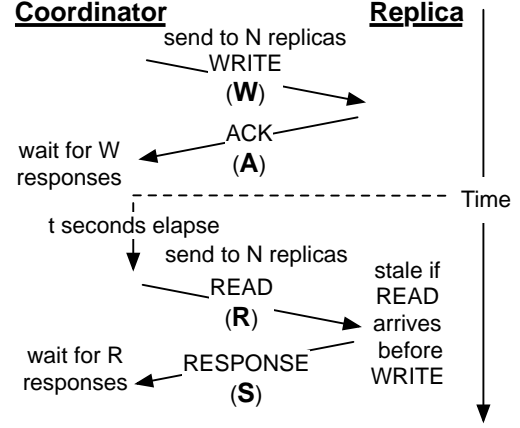 Coordinator
Replica
send to N replicas
WRITE
(W)
ACK
(A)
wait for W
responses
Time
t seconds elapse
send to N replicas
READ
(R)
stale if
READ
arrives
before
WRITE
wait for R
responses
RESPONSE
(S)